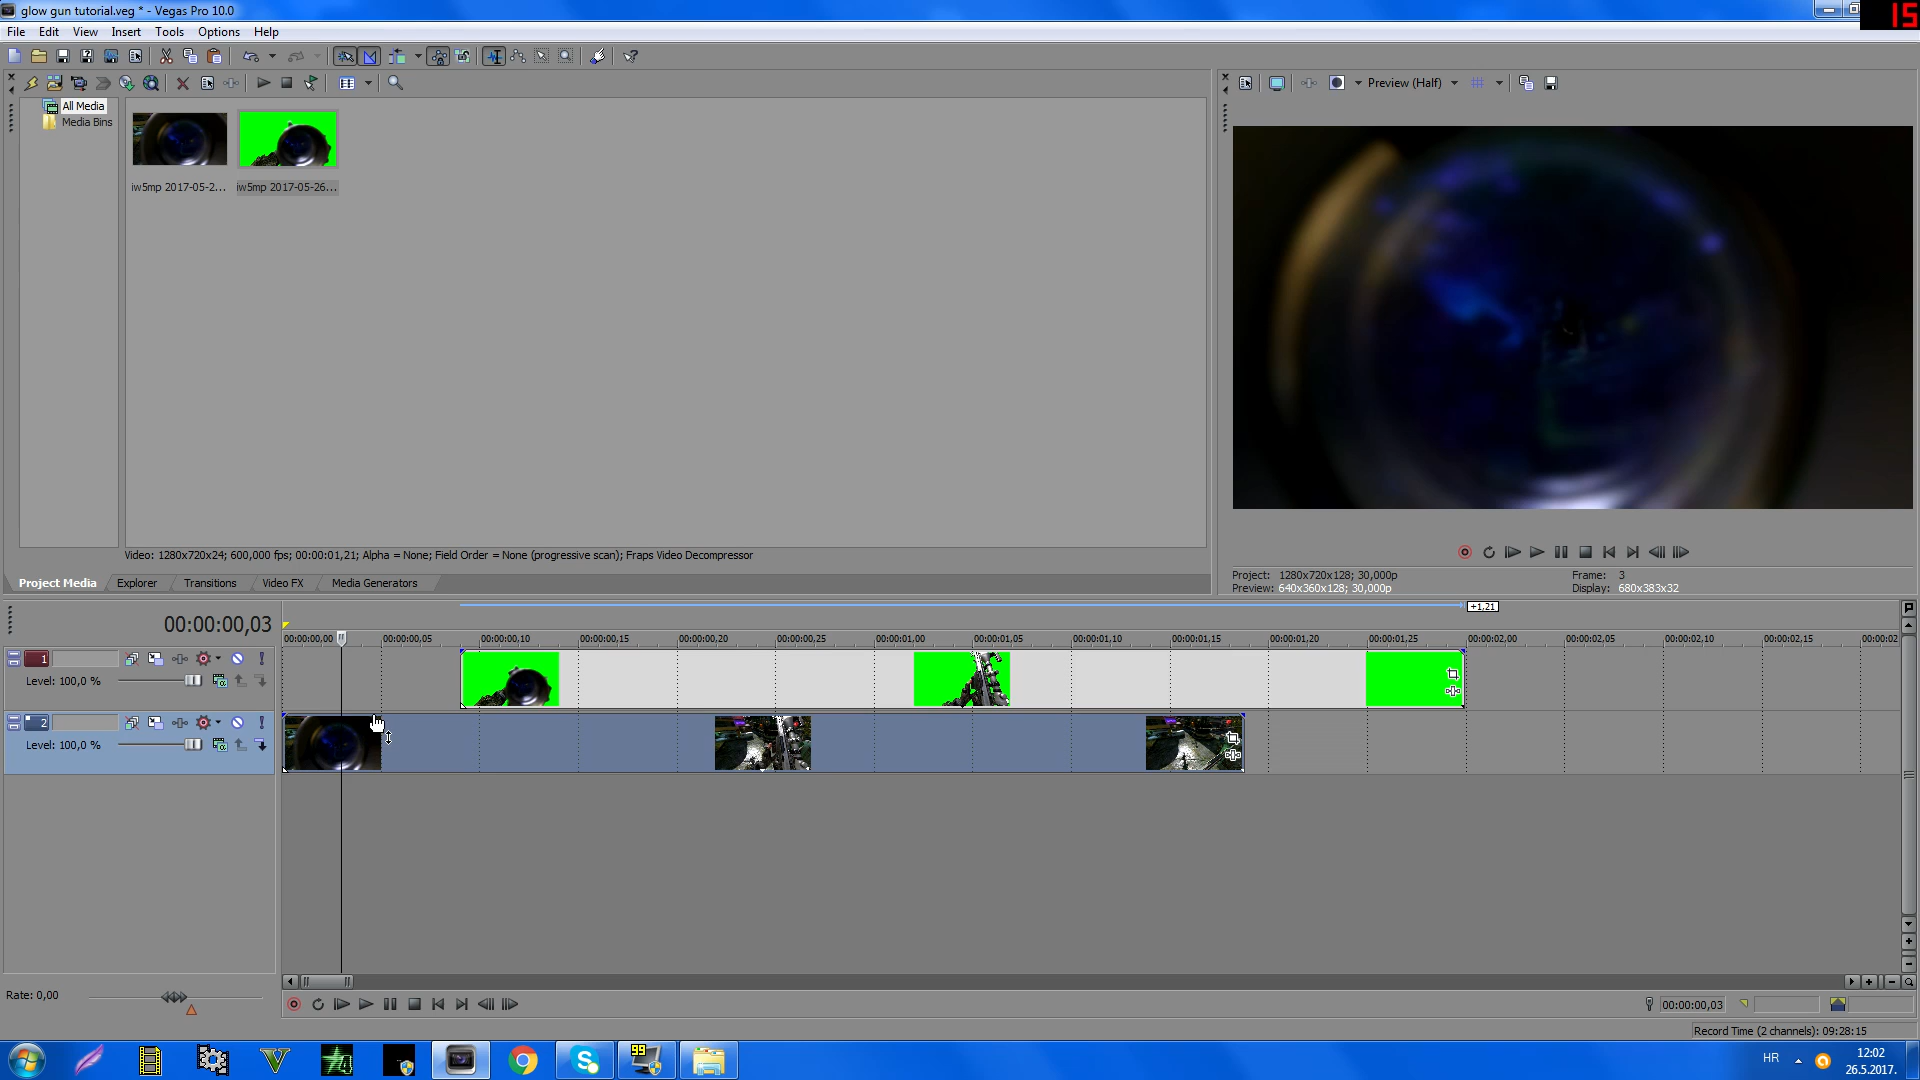 glow gun tutorial.veg * - Vegas Pro 10.0
15
File Edit View Insert Tools Options Help
Preview (Half)
All Media
Media Bins
iw5mp 2017-05-2...
iw5mp 2017-05-26...
Video: 1280x720x24; 600,000 fps; 00:00:01,21; Alpha = None; Field Order = None (progressive scan); Fraps Video Decompressor
Project Media Explorer Transitions Video FX Media Generators
Project: 1280x720x128; 30,000p
Frame: 3
Preview: 640x360x128; 30,000p
Display: 680x383x32
+1,21
00:00:00,03
00:00:00,00 00:00:00,05 00:00:00,10 00:00:00,15 00:00:00,20 00:00:00,25 00:00:01,00 00:00:01,05 00:00:01,10 00:00:01,15 00:00:01,20 00:00:01,25 00:00:02,00 00:00:02,05 00:00:02,10 00:00:02,15 00:00:02
1
Level: 100,0 %
2
Level: 100,0 %
Rate: 0,00
00:00:00,03
Record Time (2 channels): 09:28:15
99
HR
12:02
26.5.2017.